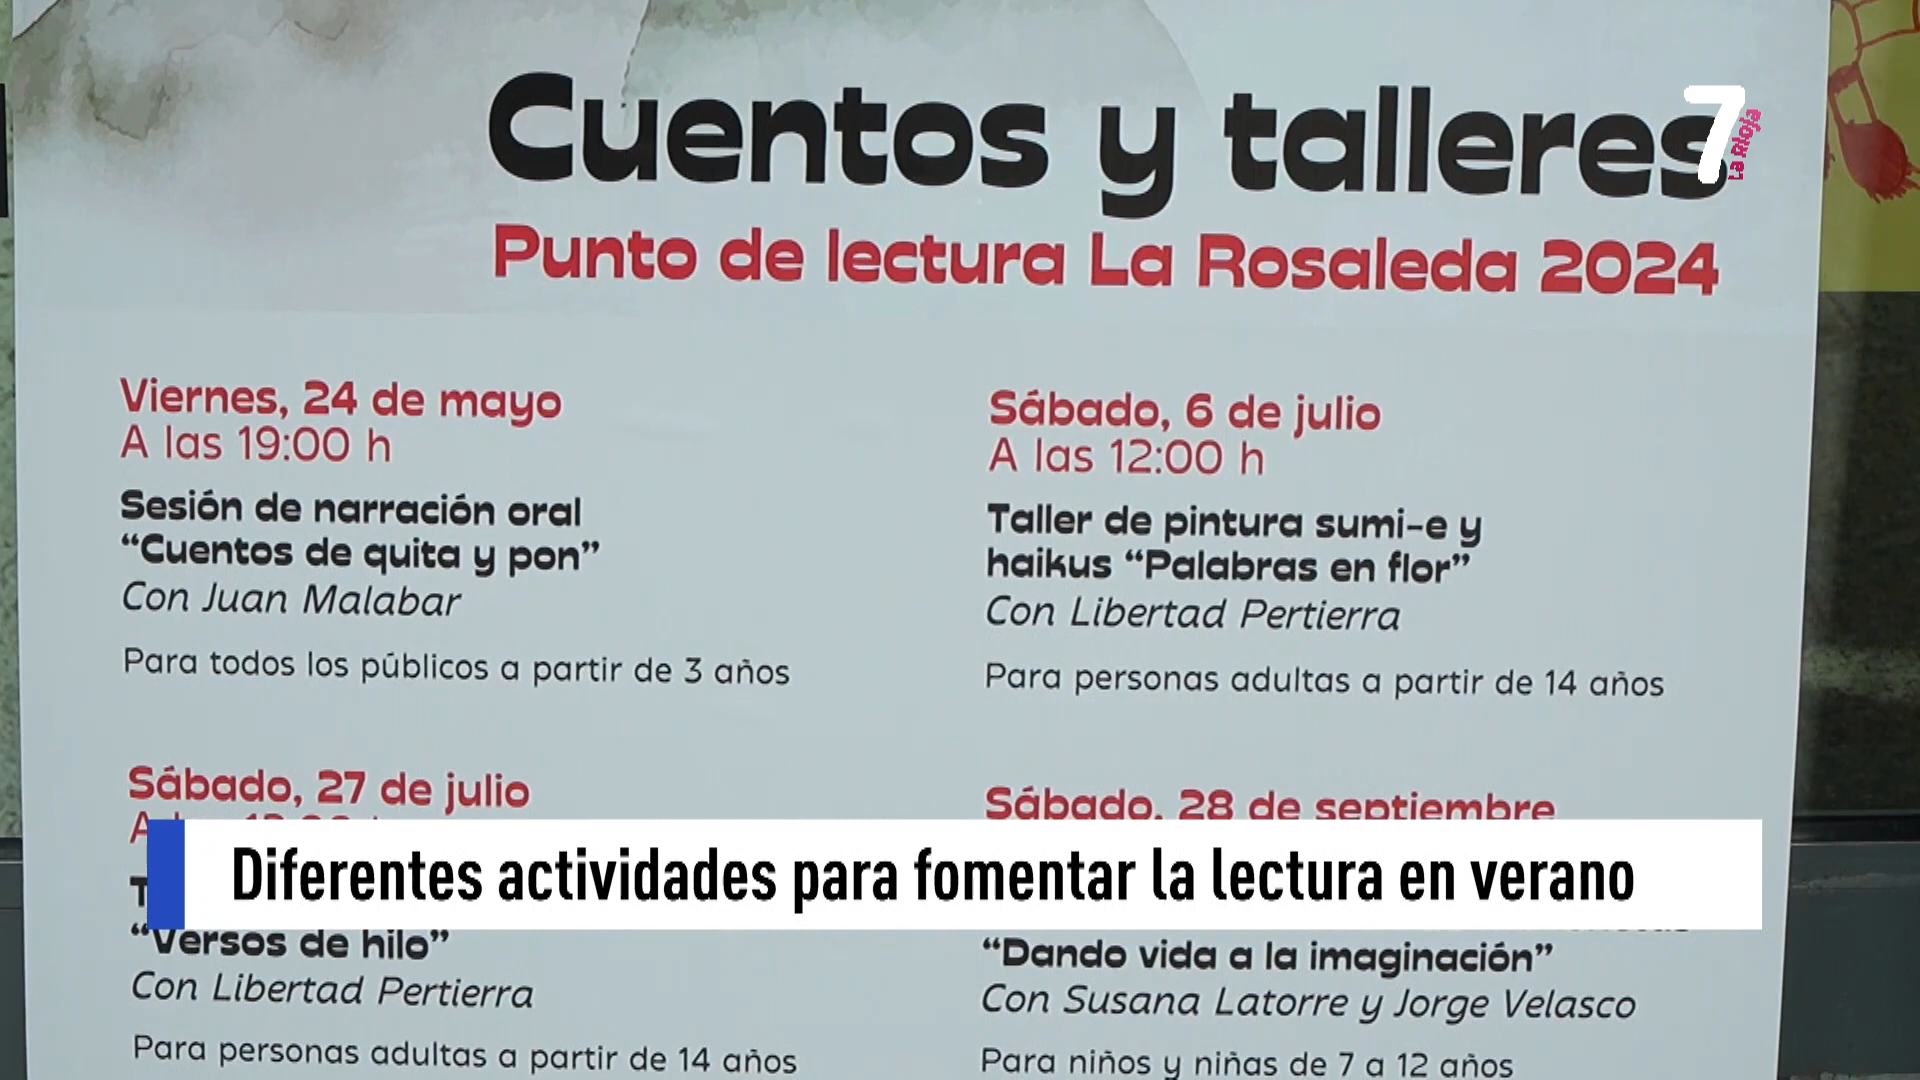 Cuentos y talleres
7 La Rioja
Punto de lectura La Rosaleda 2024
Viernes, 24 de mayo
A las 19:00 h
Sesión de narración oral
“Cuentos de quita y pon”
Con Juan Malabar
Para todos los públicos a partir de 3 años
Sábado, 6 de julio
A las 12:00 h
Taller de pintura sumi-e y
haikus “Palabras en flor”
Con Libertad Pertierra
Para personas adultas a partir de 14 años
Sábado, 27 de julio
“Versos de hilo”
Con Libertad Pertierra
Para personas adultas a partir de 14 años
Sábado, 28 de septiembre
“Dando vida a la imaginación”
Con Susana Latorre y Jorge Velasco
Para niños y niñas de 7 a 12 años
Diferentes actividades para fomentar la lectura en verano